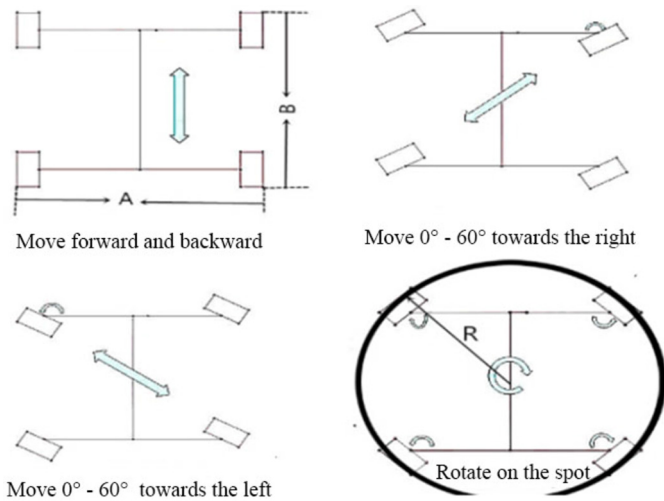 B
A
Move forward and backward
Move 0° - 60° towards the right
R
Move 0° - 60° towards the left
Rotate on the spot